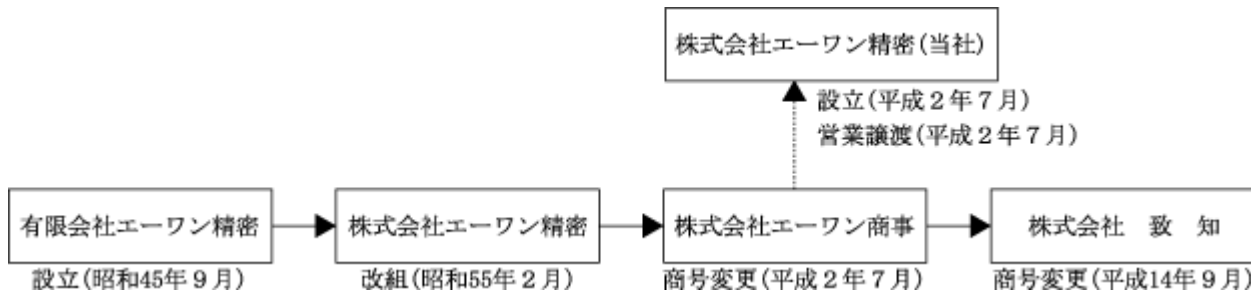 株式会社エーワン精密(当社)
設立(平成2年7月)
営業譲渡(平成2年7月)
有限会社エーワン精密
株式会社エーワン精密
株式会社エーワン商事
株式会社 致 知
設立(昭和45年9月)
改組(昭和55年2月)
商号変更(平成2年7月)
商号変更(平成14年9月)